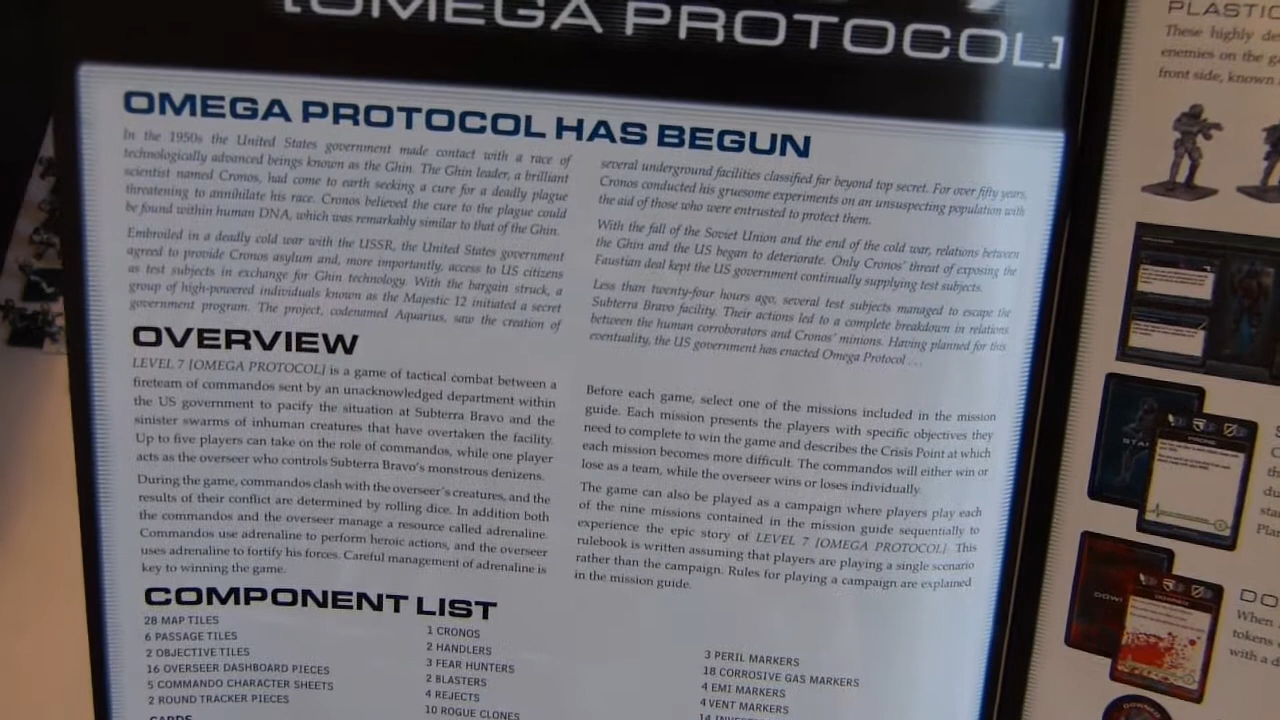 [OMEGA PROTOCOL]
OMEGA PROTOCOL HAS BEGUN
In the 1950s the United States government made contact with a race of
technologically advanced beings known as the Ghin. The Ghin leader, a brilliant
scientist named Cronos, had come to earth seeking a cure for a deadly plague
threatening to annihilate his race. Cronos believed the cure to the plague could
be found within human DNA, which was remarkably similar to that of the Ghin.
Embroiled in a deadly cold war with the USSR, the United States government
agreed to provide Cronos asylum and, more importantly, access to US citizens
as test subjects in exchange for Ghin technology. With the bargain struck, a
group of high-powered individuals known as the Majestic 12 initiated a secret
government program. The project, codenamed Aquarius, saw the creation of
several underground facilities classified far beyond top secret. For over fifty years,
Cronos conducted his gruesome experiments on an unsuspecting population with
the aid of those who were entrusted to protect them.
With the fall of the Soviet Union and the end of the cold war, relations between
the Ghin and the US began to deteriorate. Only Cronos' threat of exposing the
Faustian deal kept the US government continually supplying test subjects.
Less than twenty-four hours ago, several test subjects managed to escape the
Subterra Bravo facility. Their actions led to a complete breakdown in relations
between the human corroborators and Cronos' minions. Having planned for this
eventuality, the US government has enacted Omega Protocol . . .
OVERVIEW
LEVEL 7 [OMEGA PROTOCOL] is a game of tactical combat between a
fireteam of commandos sent by an unacknowledged department within
the US government to pacify the situation at Subterra Bravo and the
sinister swarms of inhuman creatures that have overtaken the facility.
Up to five players can take on the role of commandos, while one player
acts as the overseer who controls Subterra Bravo's monstrous denizens.
During the game, commandos clash with the overseer's creatures, and the
results of their conflict are determined by rolling dice. In addition both
the commandos and the overseer manage a resource called adrenaline.
Commandos use adrenaline to perform heroic actions, and the overseer
uses adrenaline to fortify his forces. Careful management of adrenaline is
key to winning the game.
Before each game, select one of the missions included in the mission
guide. Each mission presents the players with specific objectives they
need to complete to win the game and describes the Crisis Point at which
each mission becomes more difficult. The commandos will either win or
lose as a team, while the overseer wins or loses individually.
The game can also be played as a campaign where players play each
of the nine missions contained in the mission guide sequentially to
experience the epic story of LEVEL 7 [OMEGA PROTOCOL]. This
rulebook is written assuming that players are playing a single scenario
rather than the campaign. Rules for playing a campaign are explained
in the mission guide.
COMPONENT LIST
28 MAP TILES
6 PASSAGE TILES
2 OBJECTIVE TILES
16 OVERSEER DASHBOARD PIECES
5 COMMANDO CHARACTER SHEETS
2 ROUND TRACKER PIECES
CARDS
1 CRONOS
2 HANDLERS
3 FEAR HUNTERS
2 BLASTERS
4 REJECTS
10 ROGUE CLONES
3 PERIL MARKERS
18 CORROSIVE GAS MARKERS
4 EMI MARKERS
4 VENT MARKERS
PLASTIC
These highly
enemies on the
front side, known
When
tokens
with a